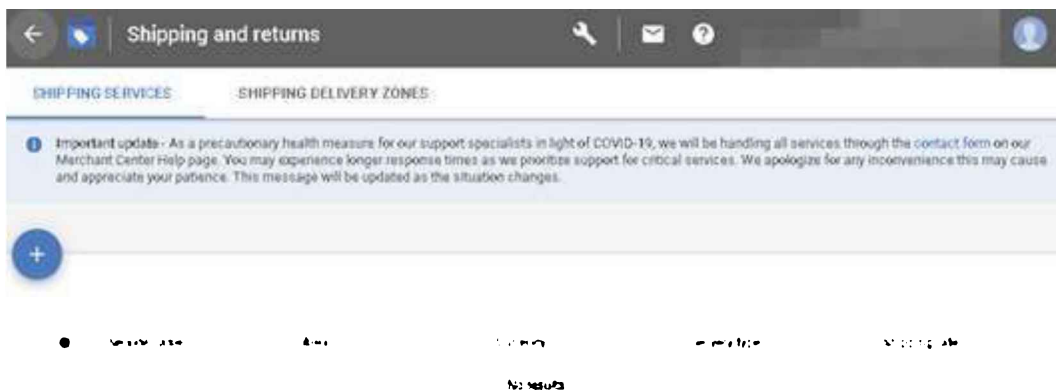 Shipping and returns
SHIPPING SERVICES SHIPPING DELIVERY ZONES
Important update - As a precautionary health measure for our support specialists in light of COVID-19, we will be handling all services through the contact form on our
Merchant Center Help page. You may experience longer response times as we prioritize support for critical services. We apologize for any inconvenience this may cause
and appreciate your patience. This message will be updated as the situation changes.
No results